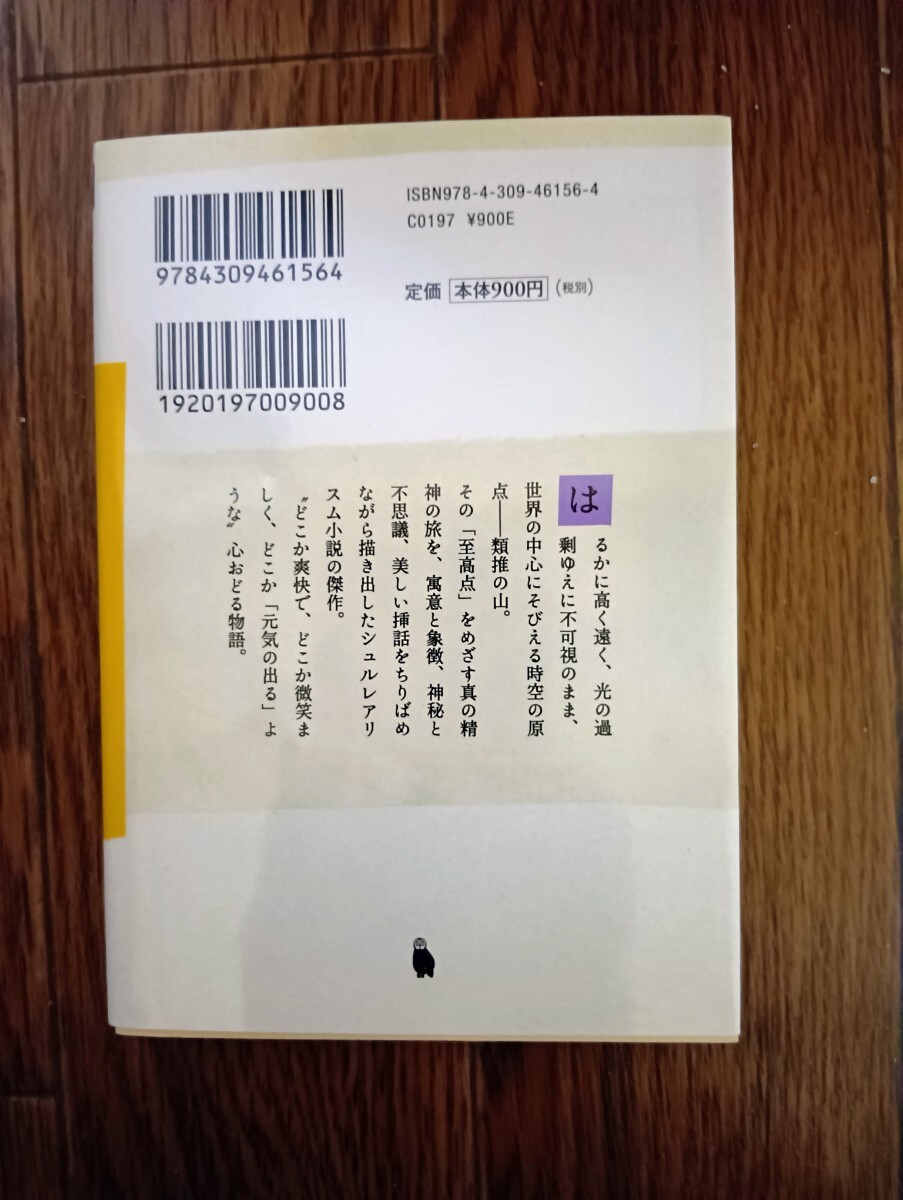 ISBN978-4-309-46156-4
C0197 ¥900E
9784309461564
定価 本体900円 (税別)
1920197009008
は
るかに高く遠く、光の過
剰ゆえに不可視のまま、
世界の中心にそびえる時空の原
点――類推の山。
その「至高点」をめざす真の精
神の旅を、寓意と象徴、神秘と
不思議、美しい挿話をちりばめ
ながら描き出したシュルレアリ
スム小説の傑作。
〝どこか爽快で、どこか微笑ま
しく、どこか「元気の出る」よ
うな〟心おどる物語。